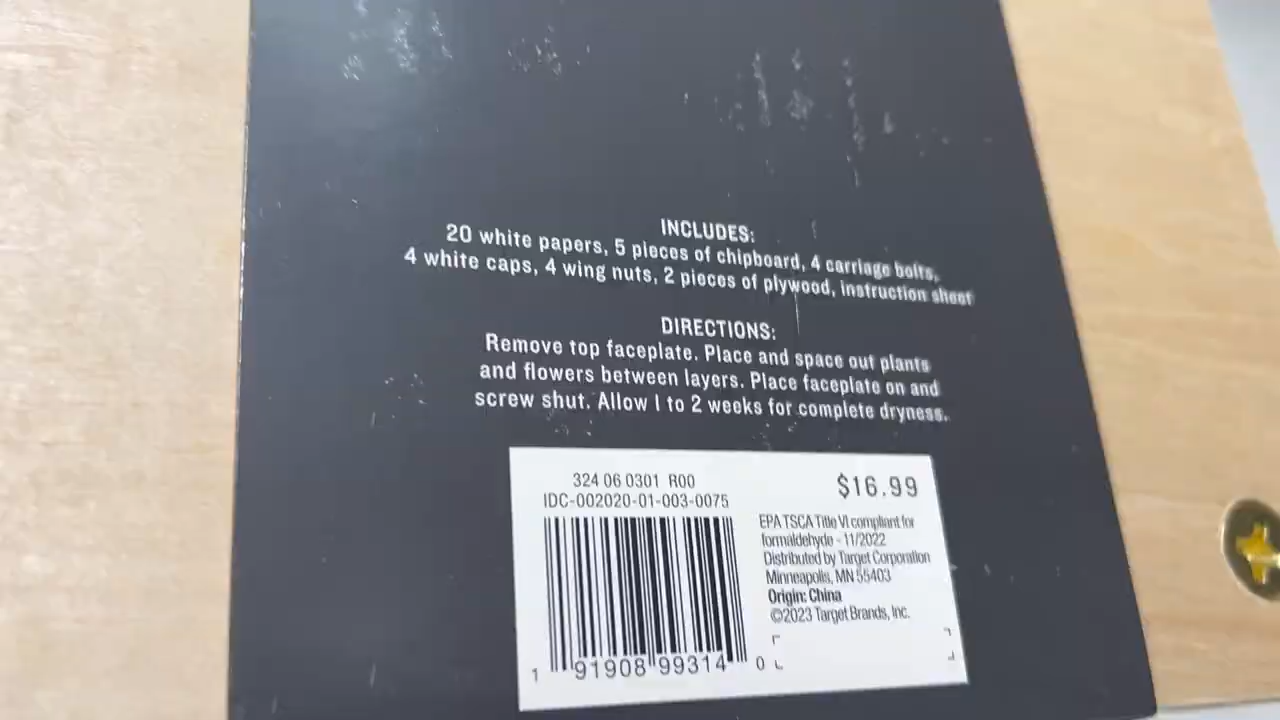 INCLUDES:
20 white papers, 5 pieces of chipboard, 4 carriage bolts,
4 white caps, 4 wing nuts, 2 pieces of plywood, instruction sheet
DIRECTIONS:
Remove top faceplate. Place and space out plants
and flowers between layers. Place faceplate on and
screw shut. Allow 1 to 2 weeks for complete dryness.
324 06 0301 R00
IDC-002020-01-003-0075
$16.99
EPA TSCA Title VI compliant for
formaldehyde - 11/2022
Distributed by Target Corporation
Minneapolis, MN 55403
Origin: China
©2023 Target Brands, Inc.
1 91908 99314 0